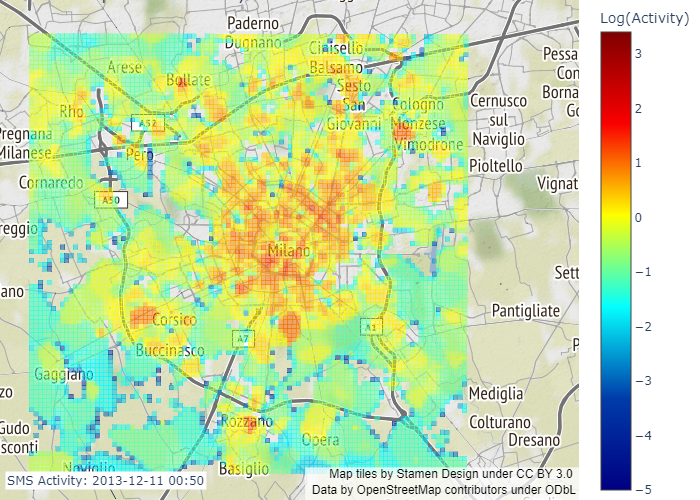 Log(Activity)
Paderno
Dugnano
Cinisello
Balsamo
Arese
Bollate
Sesto
San
Giovanni
Rho
Cologno
Monzese
Cernusco
sul
Naviglio
A52
Pregnana
Milanese
Pero
Vimodrone
Pioltello
Cornaredo
A50
Vignat
reggio
Milano
Sett
ano
Pantigliate
Corsico
A7
A1
Buccinasco
Gaggiano
Mediglia
zo
Rozzano
Colturano
Gudo
sconti
Opera
Dresano
Noviglio
Basiglio
Pessa
Con
Borna
Go
P
3
2
1
0
−1
−2
−3
−4
−5
SMS Activity: 2013-12-11 00:50
Map tiles by Stamen Design under CC BY 3.0
Data by OpenStreetMap contributors under ODbL